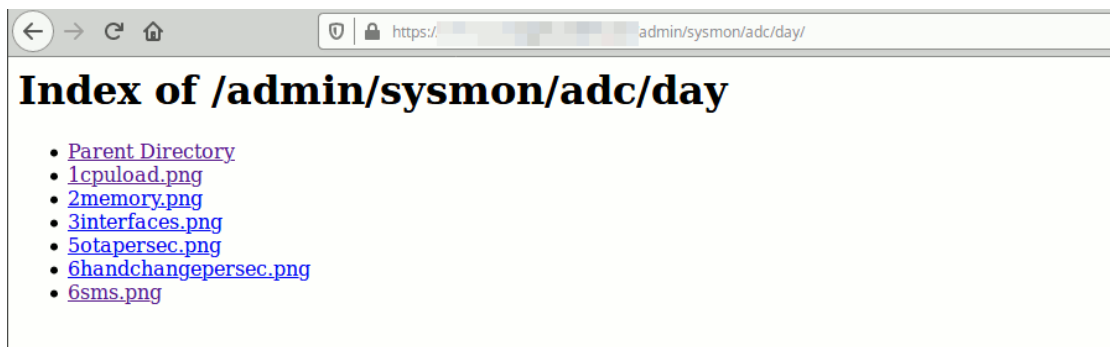 https:/
admin/sysmon/adc/day/
Index of /admin/sysmon/adc/day
Parent Directory
1cpuload.png
2memory.png
3interfaces.png
5otapersec.png
6handchangepersec.png
6sms.png